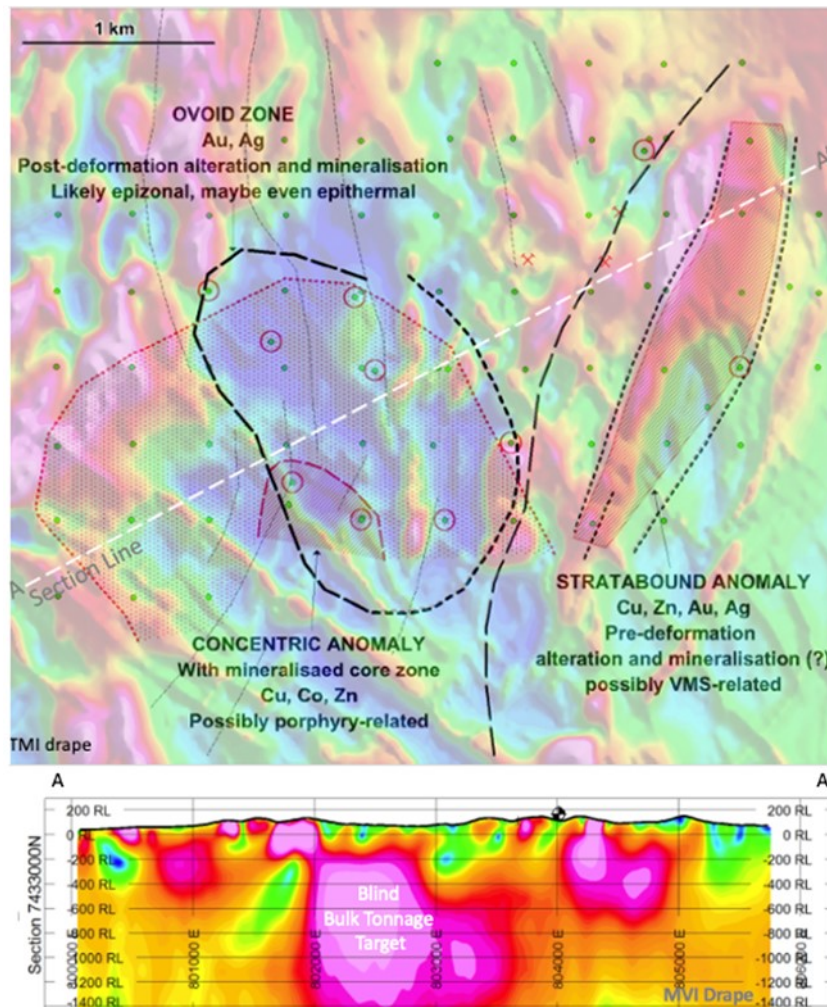 1 km
OVOID ZONE
Au, Ag
Post-deformation alteration and mineralisation
Likely epizonal, maybe even epithermal
A
A
Section Line
STRATABOUND ANOMALY
Cu, Zn, Au, Ag
Pre-deformation
alteration and mineralisation (?)
possibly VMS-related
CONCENTRIC ANOMALY
With mineralisaed core zone
Cu, Co, Zn
Possibly porphyry-related
TMI drape
A
A
200 RL
200 RL
0 RL
0 RL
-200 RL
-200 RL
-400 RL
-400 RL
-600 RL
-600 RL
-800 RL
-800 RL
-1000 RL
-1000 RL
-1200 RL
-1200 RL
-1400 RL
-1400
Section 7433000N
801000 E
802000 E
803000 E
804000 E
805000 E
Blind
Bulk Tonnage
Target
MVI Drape